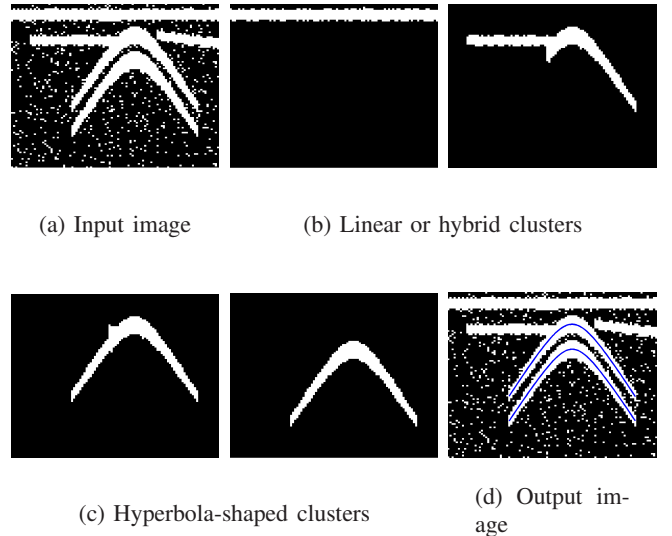 (a) Input image
(b) Linear or hybrid clusters
(c) Hyperbola-shaped clusters
(d) Output im-
age